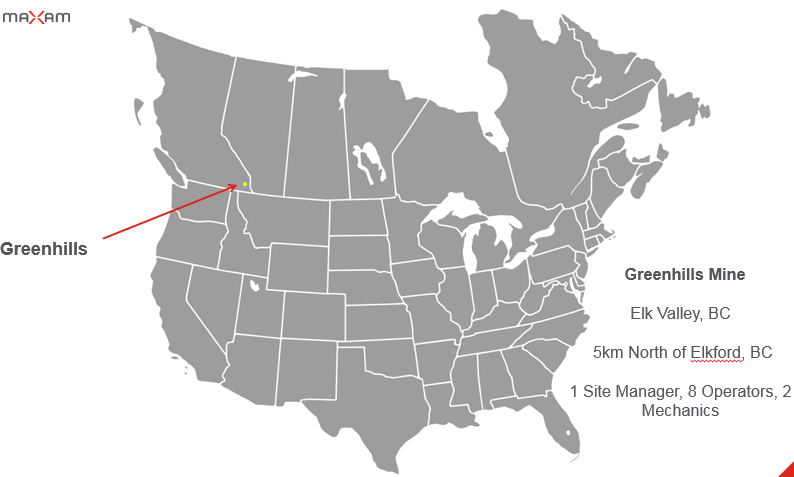 MAXAM
Greenhills
Greenhills Mine
Elk Valley, BC
5km North of Elkford, BC
1 Site Manager, 8 Operators, 2
Mechanics